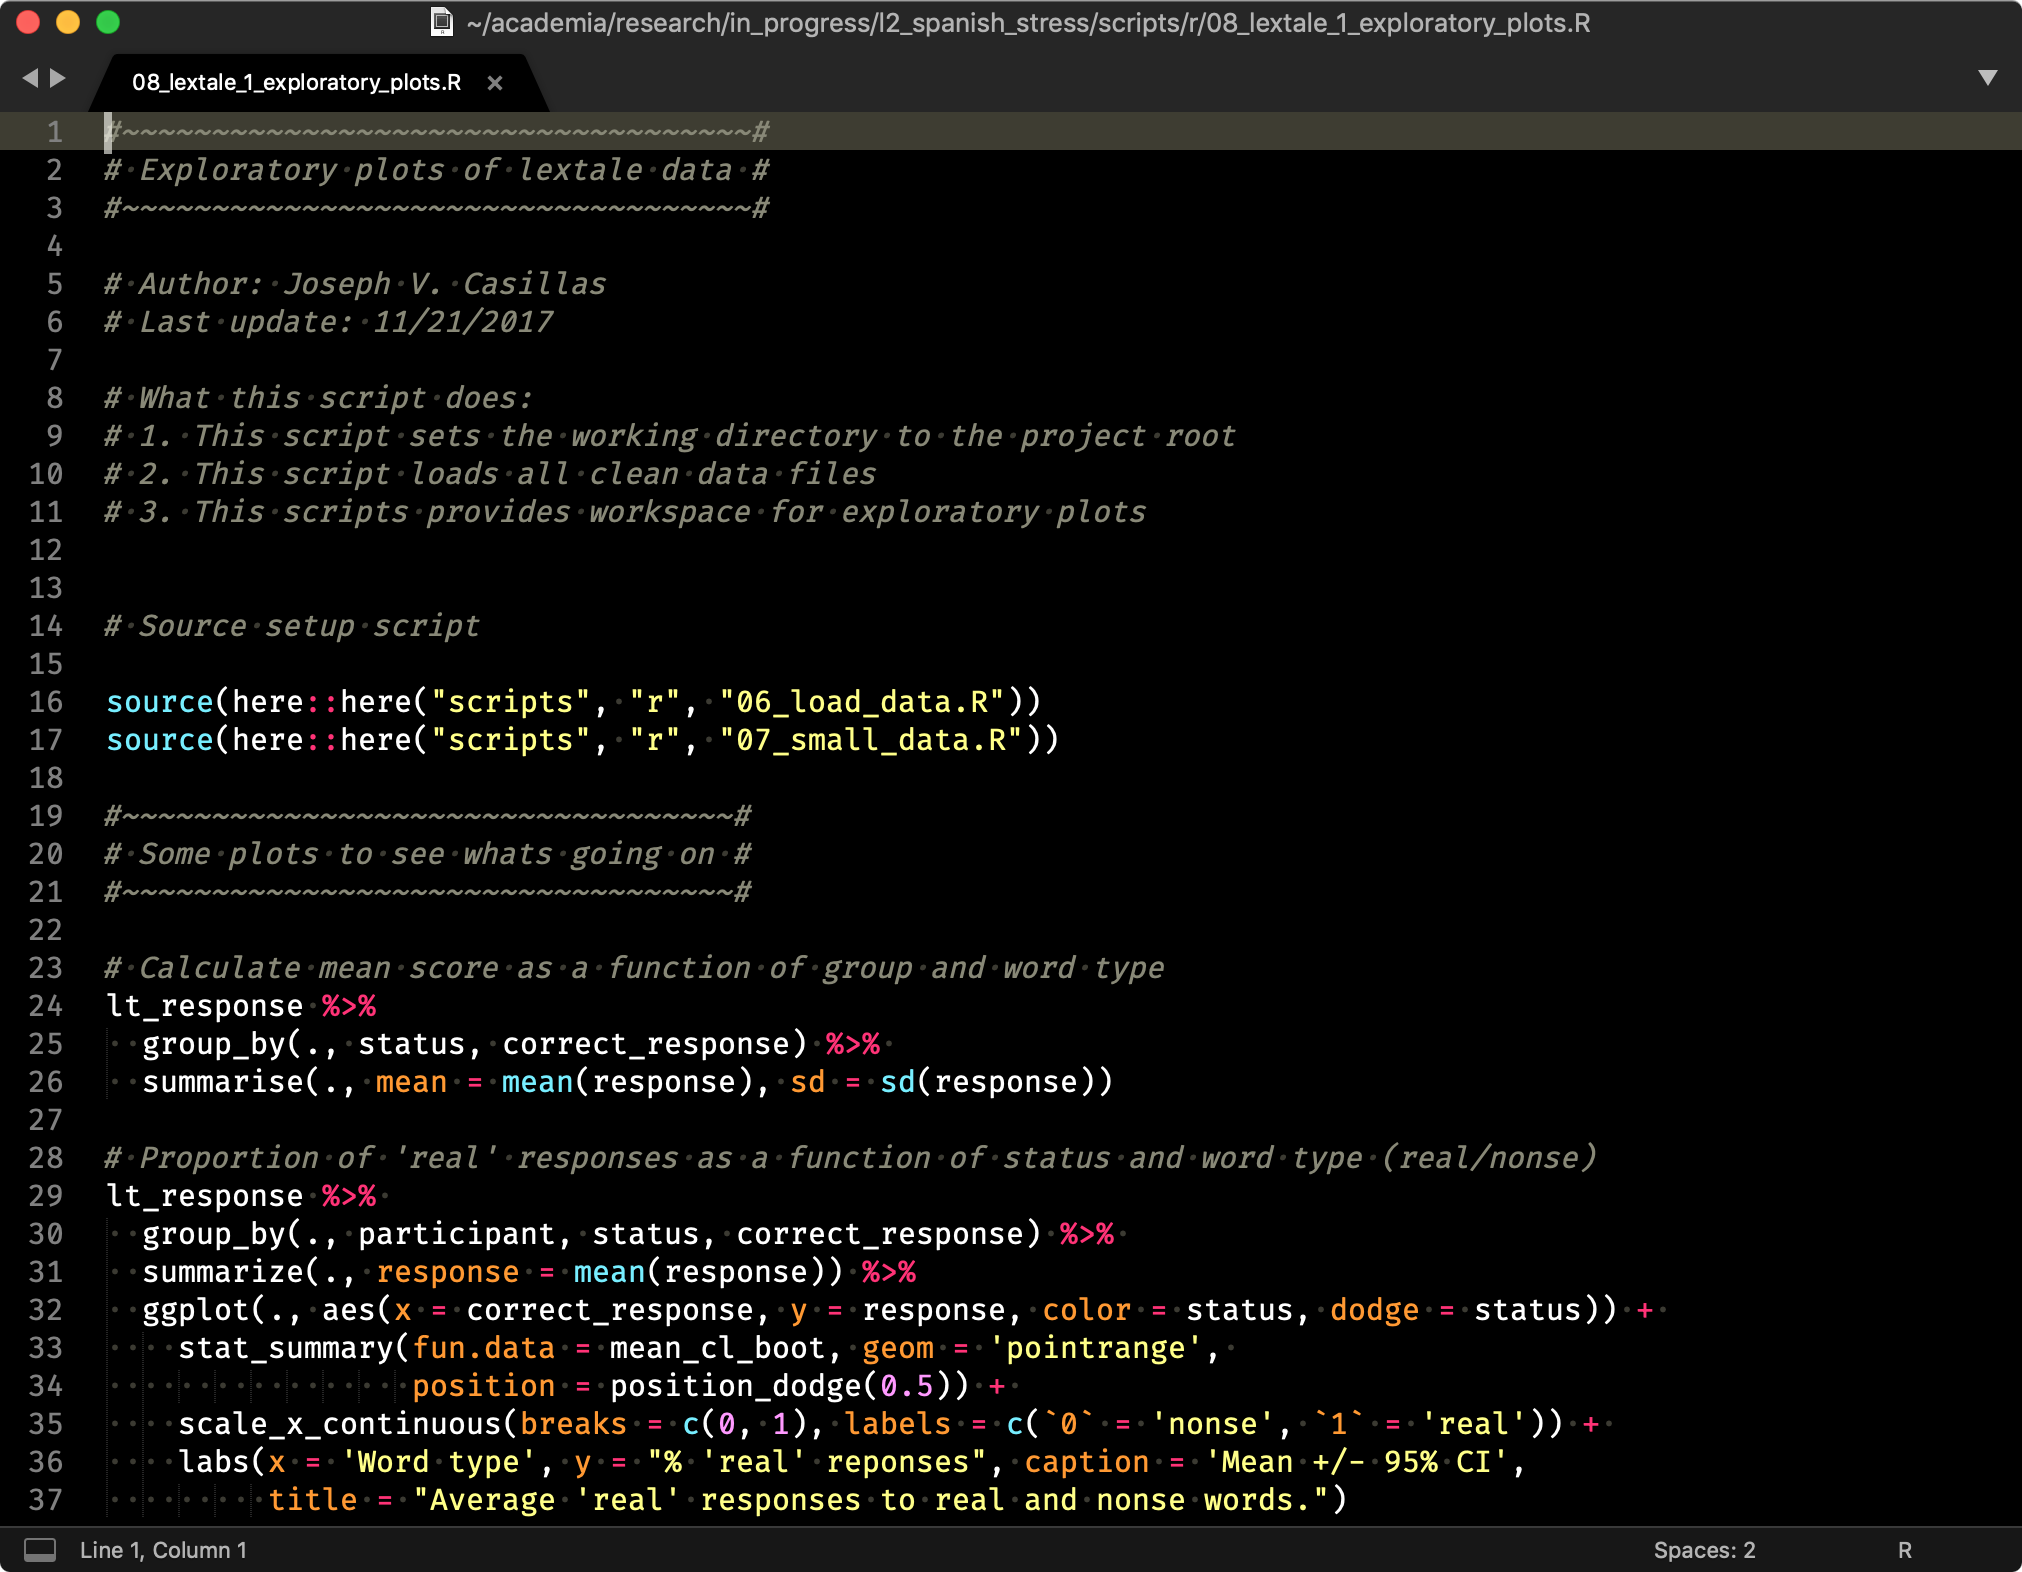 ~/academia/research/in_progress/l2_spanish_stress/scripts/r/08_lextale_1_exploratory_plots.R
08_lextale_1_exploratory_plots.R ×
1 #~~~~~~~~~~~~~~~~~~~~~~~~~~~~~~~~~~~#
2 # Exploratory plots of lextale data #
3 #~~~~~~~~~~~~~~~~~~~~~~~~~~~~~~~~~~~#
4
5 # Author: Joseph V. Casillas
6 # Last update: 11/21/2017
7
8 # What this script does:
9 # 1. This script sets the working directory to the project root
10 # 2. This script loads all clean data files
11 # 3. This scripts provides workspace for exploratory plots
12
13
14 # Source setup script
15
16 source(here::here("scripts", "r", "06_load_data.R"))
17 source(here::here("scripts", "r", "07_small_data.R"))
18
19 #~~~~~~~~~~~~~~~~~~~~~~~~~~~~~~~~~~#
20 # Some plots to see whats going on #
21 #~~~~~~~~~~~~~~~~~~~~~~~~~~~~~~~~~~#
22
23 # Calculate mean score as a function of group and word type
24 lt_response %>%
25   group_by(., status, correct_response) %>%
26   summarise(., mean = mean(response), sd = sd(response))
27
28 # Proportion of 'real' responses as a function of status and word type (real/nonse)
29 lt_response %>%
30   group_by(., participant, status, correct_response) %>%
31   summarize(., response = mean(response)) %>%
32   ggplot(., aes(x = correct_response, y = response, color = status, dodge = status)) +
33     stat_summary(fun.data = mean_cl_boot, geom = 'pointrange',
34                  position = position_dodge(0.5)) +
35     scale_x_continuous(breaks = c(0, 1), labels = c(`0` = 'nonse', `1` = 'real')) +
36     labs(x = 'Word type', y = "% 'real' reponses", caption = 'Mean +/- 95% CI',
37          title = "Average 'real' responses to real and nonse words.")
Line 1, Column 1 Spaces: 2 R